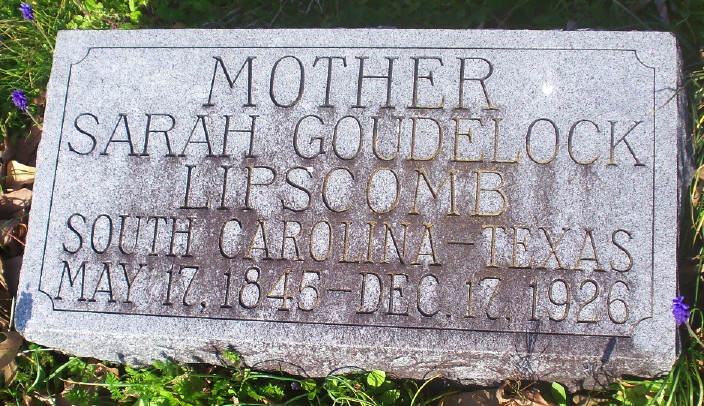 MOTHER
SARAH GOUDELOCK
LIPSCOMB
SOUTH CAROLINA - TEXAS
MAY 17, 1845 - DEC. 17, 1926